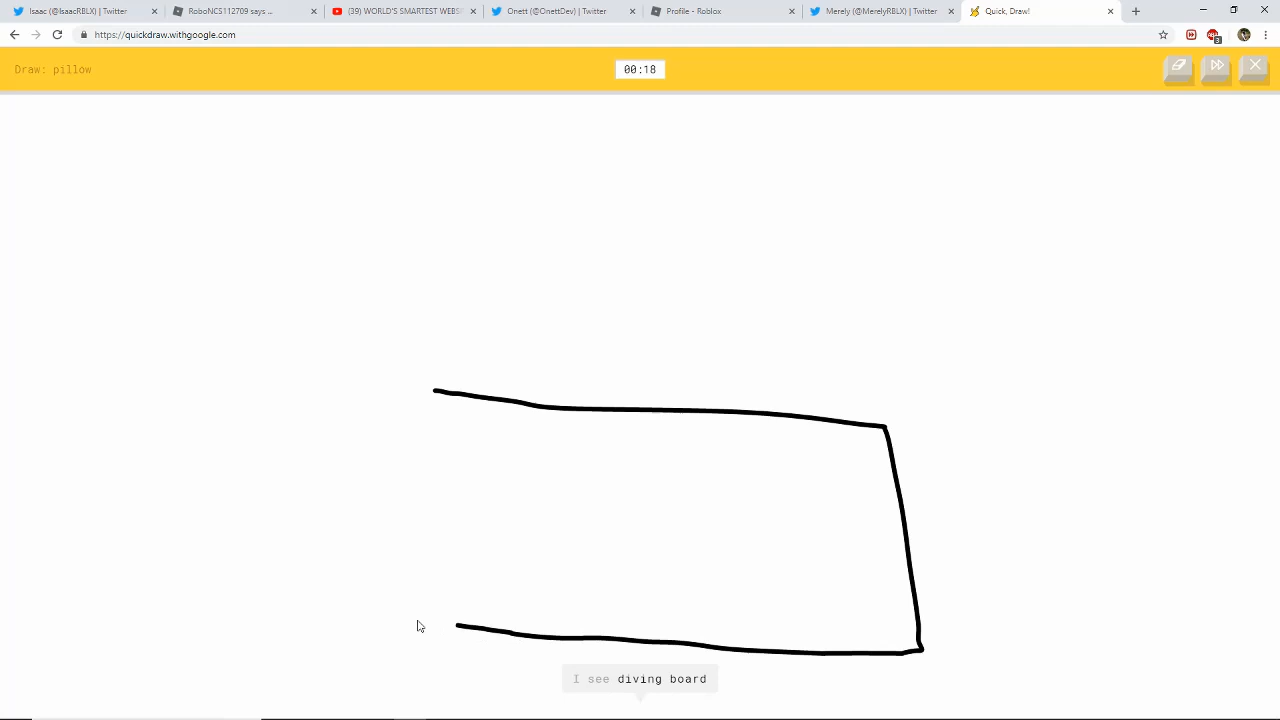 Isaac (@IsaacRBLX) | Twitter
RoboNCS112709 says ...
(39) WORLD'S SMARTEST WEBS
Onett (@OnettDev) | Twitter
Profile - Roblox
Merely (@MerelyRBLX) | Twitter
Quick, Draw!
https://quickdraw.withgoogle.com
Draw: pillow
00:18
I see diving board